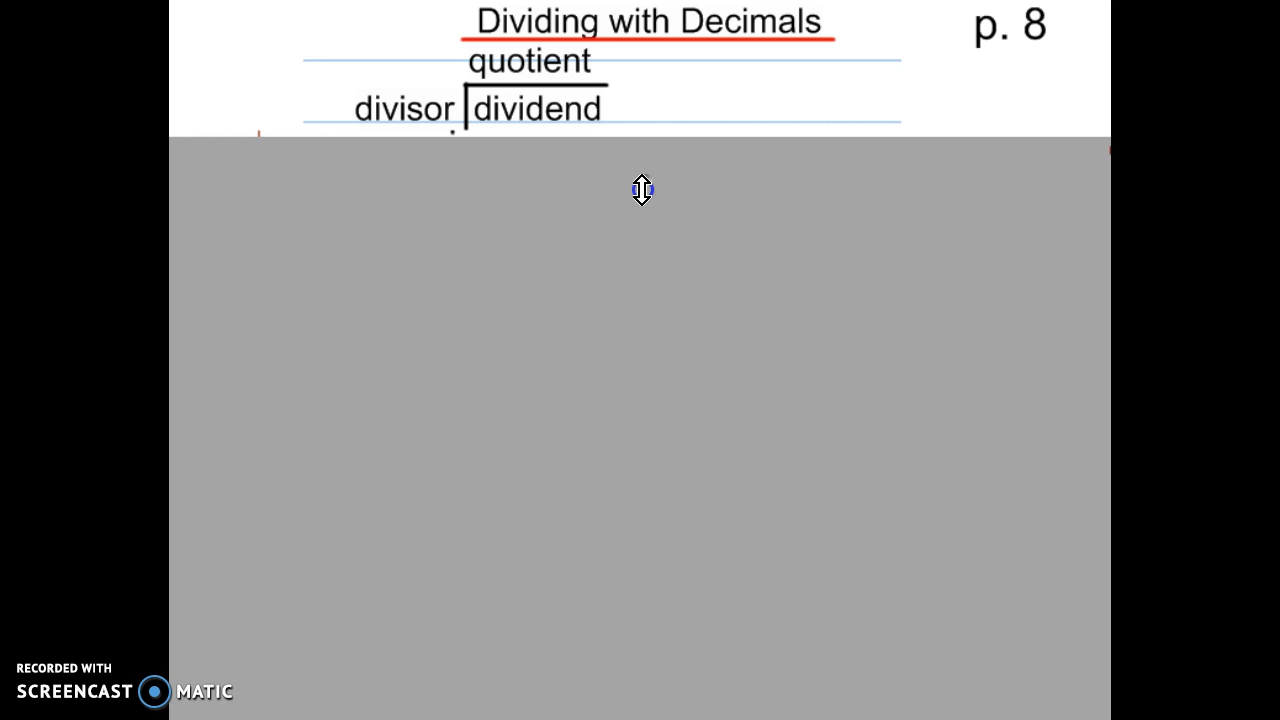 Dividing with Decimals
p. 8
quotient
divisor dividend
RECORDED WITH
SCREENCAST MATIC